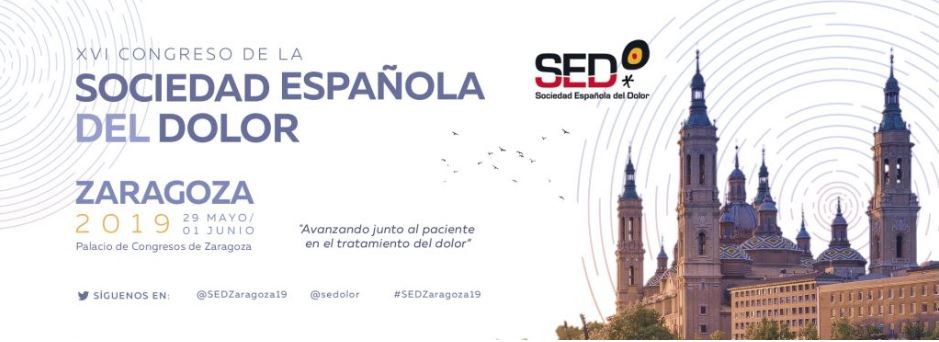 XVI CONGRESO DE LA
SOCIEDAD ESPAÑOLA
DEL DOLOR
SED
Sociedad Española del Dolor
ZARAGOZA
2019 29 MAYO/
01 JUNIO
Palacio de Congresos de Zaragoza
"Avanzando junto al paciente
en el tratamiento del dolor"
SÍGUENOS EN: @SEDZaragoza19 @sedolor #SEDZaragoza19